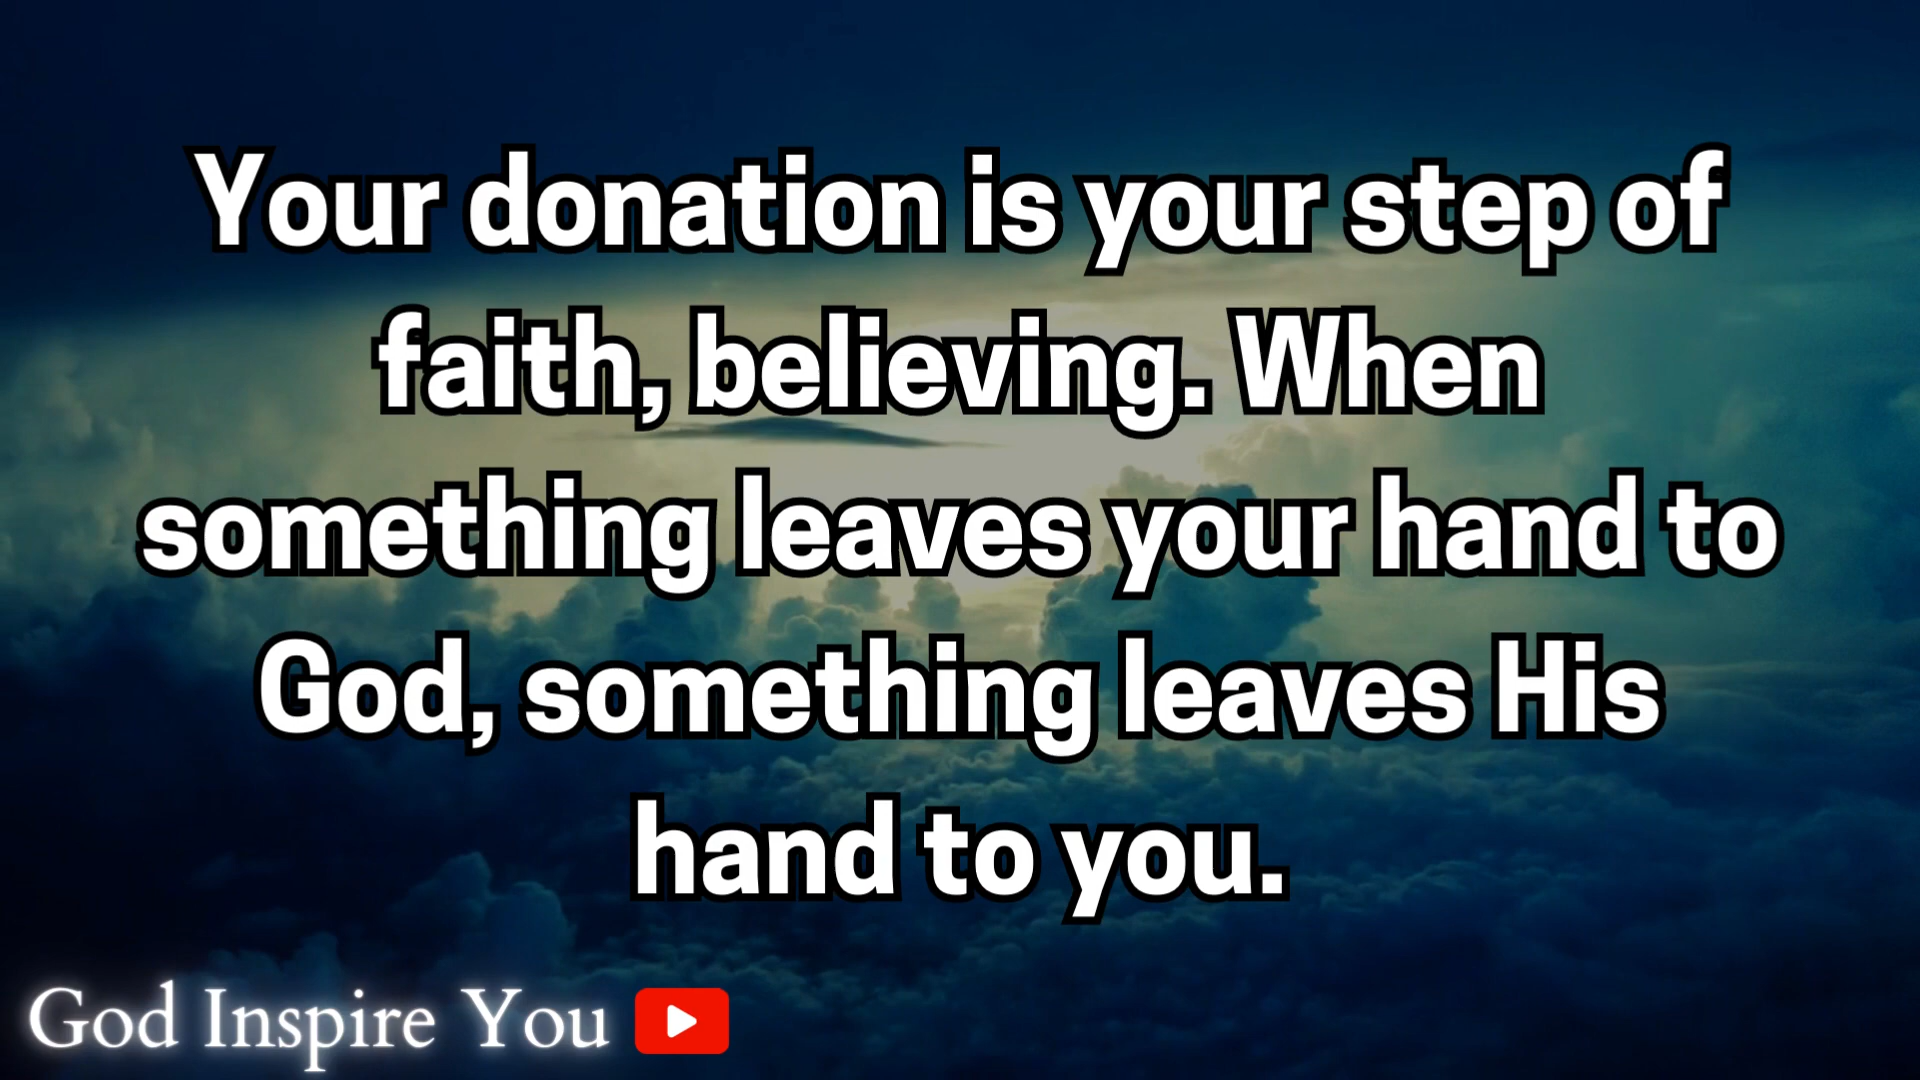 Your donation is your step of
faith, believing. When
something leaves your hand to
God, something leaves His
hand to you.
God Inspire You